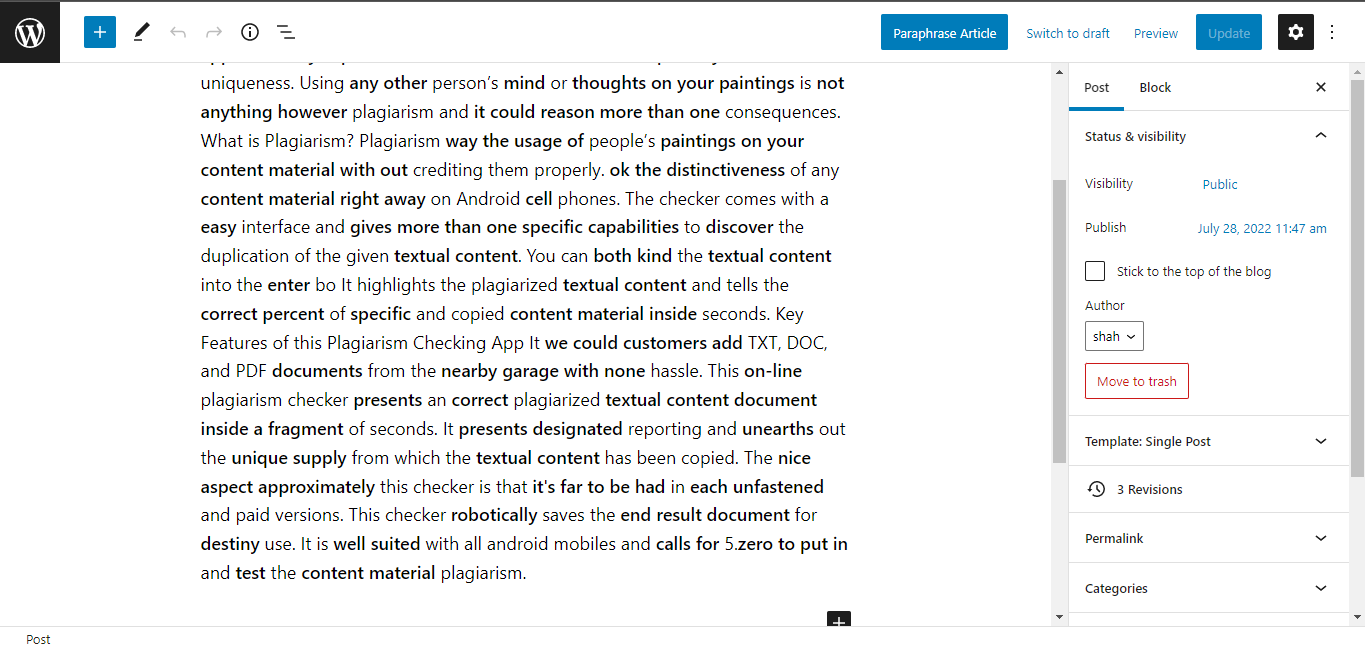 Paraphrase Article
Switch to draft
Preview
Update
uniqueness. Using any other person's mind or thoughts on your paintings is not
anything however plagiarism and it could reason more than one consequences.
What is Plagiarism? Plagiarism way the usage of people's paintings on your
content material with out crediting them properly. ok the distinctiveness of any
content material right away on Android cell phones. The checker comes with a
easy interface and gives more than one specific capabilities to discover the
duplication of the given textual content. You can both kind the textual content
into the enter bo It highlights the plagiarized textual content and tells the
correct percent of specific and copied content material inside seconds. Key
Features of this Plagiarism Checking App It we could customers add TXT, DOC,
and PDF documents from the nearby garage with none hassle. This on-line
plagiarism checker presents an correct plagiarized textual content document
inside a fragment of seconds. It presents designated reporting and unearths out
the unique supply from which the textual content has been copied. The nice
aspect approximately this checker is that it's far to be had in each unfastened
and paid versions. This checker robotically saves the end result document for
destiny use. It is well suited with all android mobiles and calls for 5.zero to put in
and test the content material plagiarism.
Post
Block
Status & visibility
Visibility
Public
Publish
July 28, 2022 11:47 am
Stick to the top of the blog
Author
shah
Move to trash
Template: Single Post
3 Revisions
Permalink
Categories
Post